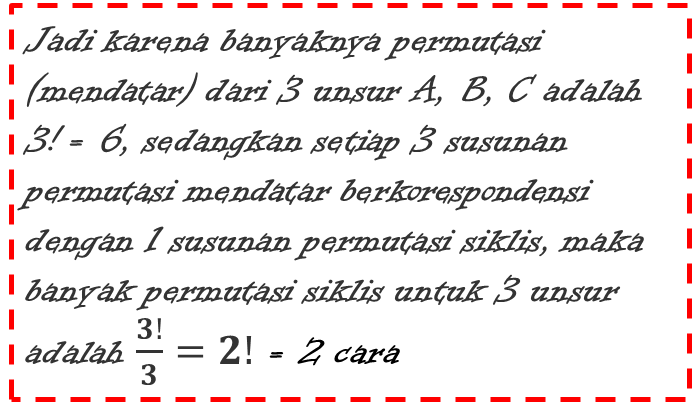 Jadi karena banyaknya permutasi
(mendatar) dari 3 unsur A, B, C adalah
3! = 6, sedangkan setiap 3 susunan
permutasi mendatar berkorespondensi
dengan 1 susunan permutasi siklis, maka
banyak permutasi siklis untuk 3 unsur
adalah 3!/3 = 2! = 2 cara